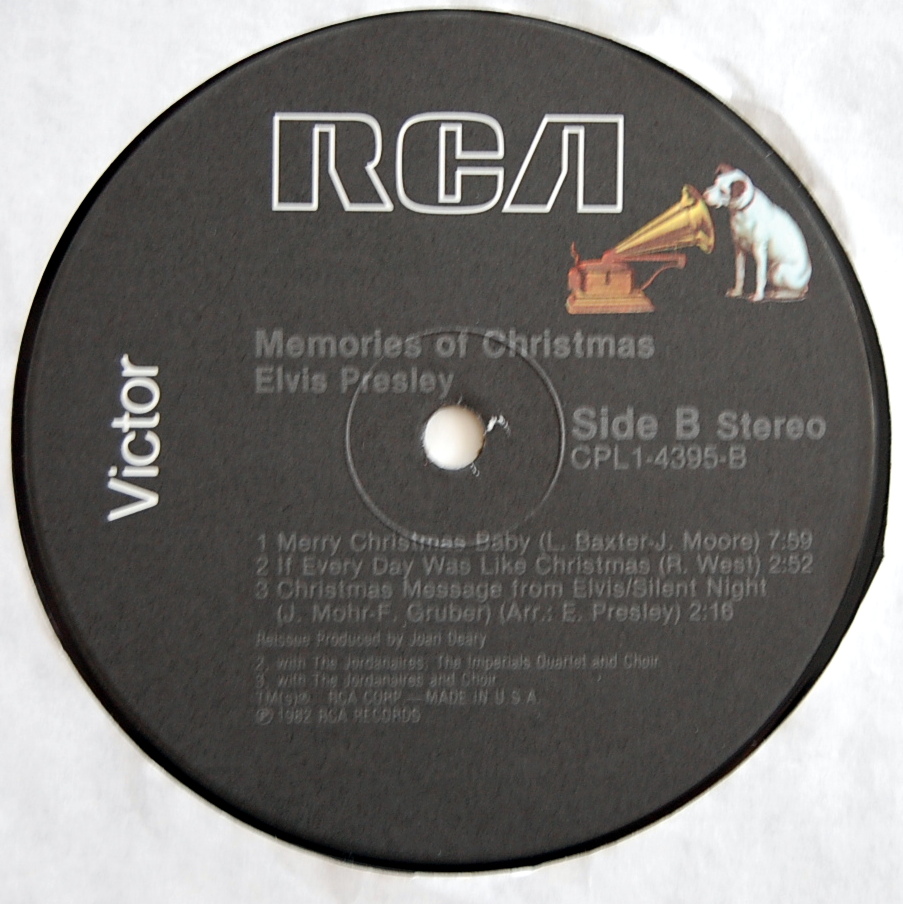 RCA
Victor
Memories of Christmas
Elvis Presley
Side B Stereo
CPL1-4395-B
1 Merry Christmas Baby (L. Baxter-J. Moore) 7:59
2 If Every Day Was Like Christmas (R. West) 2:52
3 Christmas Message from Elvis/Silent Night
(J. Mohr-F. Gruber) (Arr.: E. Presley) 2:16
Reissue Produced by Joan Deary
2. with The Jordanaires, The Imperials Quartet and Choir
3. with The Jordanaires and Choir
TM(s)® RCA CORP.—MADE IN U.S.A.
℗ 1982 RCA RECORDS